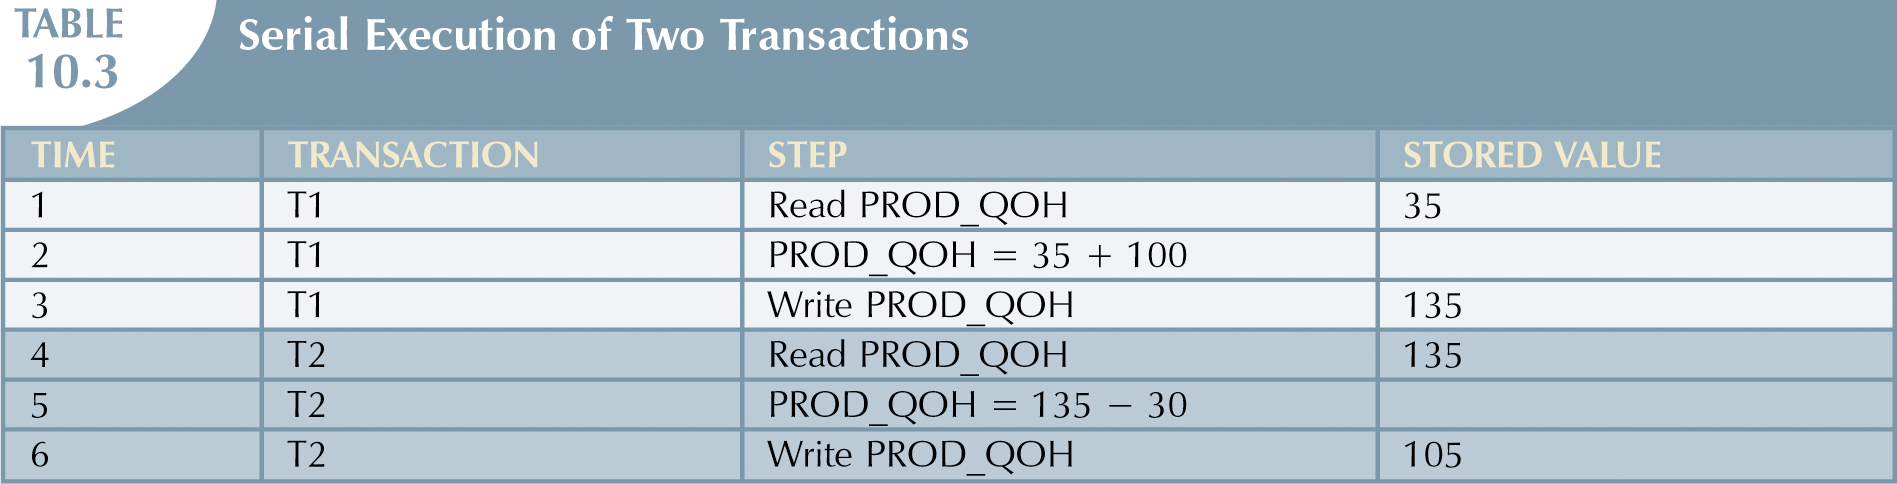 TABLE
10.3
Serial Execution of Two Transactions
TIME TRANSACTION STEP STORED VALUE
1 T1 Read PROD_QOH 35
2 T1 PROD_QOH = 35 + 100
3 T1 Write PROD_QOH 135
4 T2 Read PROD_QOH 135
5 T2 PROD_QOH = 135 − 30
6 T2 Write PROD_QOH 105